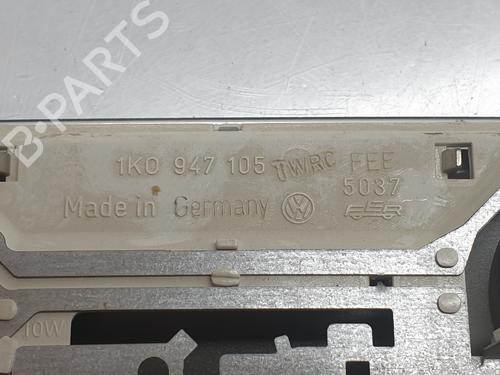 B-PARTS
1K0 947 105 TWRC FEE
5037
Made in Germany
10W